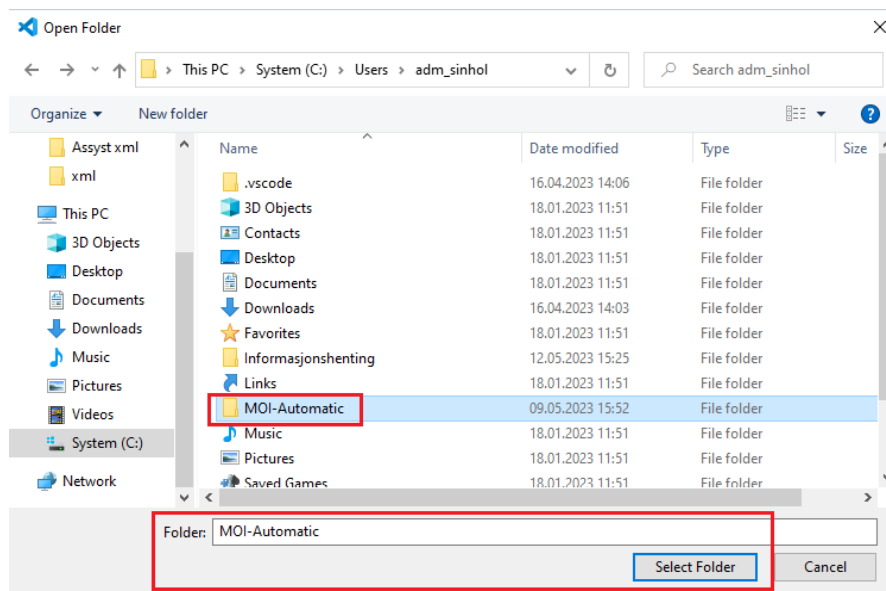 Open Folder
This PC > System (C:) > Users > adm_sinhol
Search adm_sinhol
Organize
New folder
Assyst xml
xml
This PC
3D Objects
Desktop
Documents
Downloads
Music
Pictures
Videos
System (C:)
Network
Name Date modified Type Size
.vscode 16.04.2023 14:06 File folder
3D Objects 18.01.2023 11:51 File folder
Contacts 18.01.2023 11:51 File folder
Desktop 18.01.2023 11:51 File folder
Documents 18.01.2023 11:51 File folder
Downloads 16.04.2023 14:03 File folder
Favorites 18.01.2023 11:51 File folder
Informasjonshenting 12.05.2023 15:25 File folder
Links 18.01.2023 11:51 File folder
MOI-Automatic 09.05.2023 15:52 File folder
Music 18.01.2023 11:51 File folder
Pictures 18.01.2023 11:51 File folder
Saved Games 18.01.2023 11:51 File folder
Folder: MOI-Automatic
Select Folder Cancel